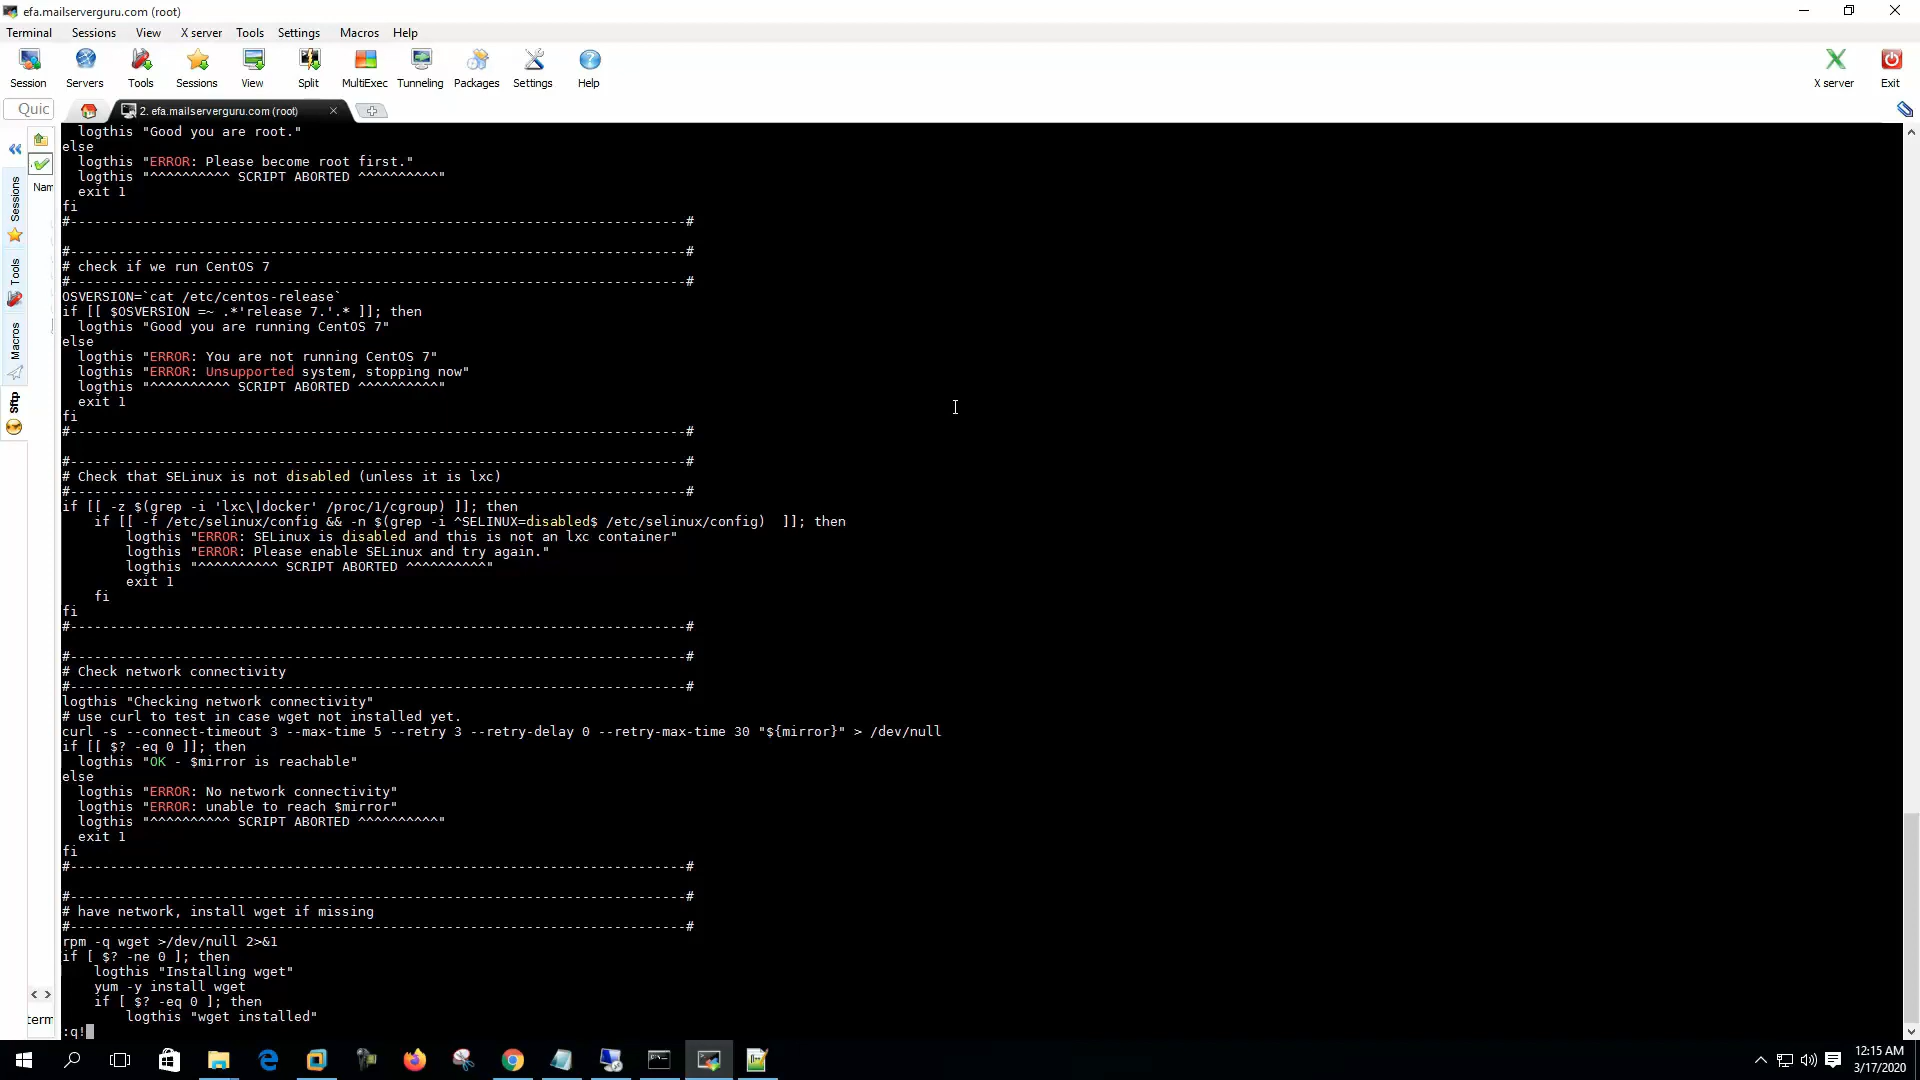 efa.mailserverguru.com (root)
Terminal Sessions View X server Tools Settings Macros Help
Session Servers Tools Sessions View Split MultiExec Tunneling Packages Settings Help X server Exit
Quic 2. efa.mailserverguru.com (root)
Nam
Sessions
Tools
Macros
Sftp
term
  logthis "Good you are root."
else
  logthis "ERROR: Please become root first."
  logthis "^^^^^^^^^^ SCRIPT ABORTED ^^^^^^^^^^"
  exit 1
fi
#-----------------------------------------------------------------------------#

#-----------------------------------------------------------------------------#
# check if we run CentOS 7
#-----------------------------------------------------------------------------#
OSVERSION=`cat /etc/centos-release`
if [[ $OSVERSION =~ .*'release 7.'.* ]]; then
  logthis "Good you are running CentOS 7"
else
  logthis "ERROR: You are not running CentOS 7"
  logthis "ERROR: Unsupported system, stopping now"
  logthis "^^^^^^^^^^ SCRIPT ABORTED ^^^^^^^^^^"
  exit 1
fi
#-----------------------------------------------------------------------------#

#-----------------------------------------------------------------------------#
# Check that SELinux is not disabled (unless it is lxc)
#-----------------------------------------------------------------------------#
if [[ -z $(grep -i 'lxc\|docker' /proc/1/cgroup) ]]; then
    if [[ -f /etc/selinux/config && -n $(grep -i ^SELINUX=disabled$ /etc/selinux/config)  ]]; then
        logthis "ERROR: SELinux is disabled and this is not an lxc container"
        logthis "ERROR: Please enable SELinux and try again."
        logthis "^^^^^^^^^^ SCRIPT ABORTED ^^^^^^^^^^"
        exit 1
    fi
fi
#-----------------------------------------------------------------------------#

#-----------------------------------------------------------------------------#
# Check network connectivity
#-----------------------------------------------------------------------------#
logthis "Checking network connectivity"
# use curl to test in case wget not installed yet.
curl -s --connect-timeout 3 --max-time 5 --retry 3 --retry-delay 0 --retry-max-time 30 "${mirror}" > /dev/null
if [[ $? -eq 0 ]]; then
  logthis "OK - $mirror is reachable"
else
  logthis "ERROR: No network connectivity"
  logthis "ERROR: unable to reach $mirror"
  logthis "^^^^^^^^^^ SCRIPT ABORTED ^^^^^^^^^^"
  exit 1
fi
#-----------------------------------------------------------------------------#

#-----------------------------------------------------------------------------#
# have network, install wget if missing
#-----------------------------------------------------------------------------#
rpm -q wget >/dev/null 2>&1
if [ $? -ne 0 ]; then
    logthis "Installing wget"
    yum -y install wget
    if [ $? -eq 0 ]; then
        logthis "wget installed"
:q!
12:15 AM
3/17/2020